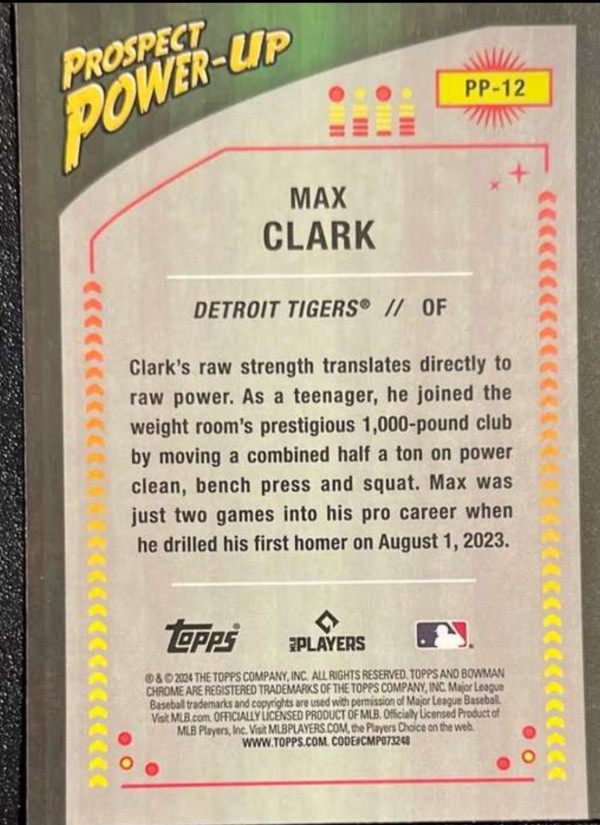 PROSPECT
POWER-UP
PP-12
MAX
CLARK
DETROIT TIGERS® // OF
Clark's raw strength translates directly to
raw power. As a teenager, he joined the
weight room's prestigious 1,000-pound club
by moving a combined half a ton on power
clean, bench press and squat. Max was
just two games into his pro career when
he drilled his first homer on August 1, 2023.
TOPPS® MLB PLAYERS
® & © 2024 THE TOPPS COMPANY, INC. ALL RIGHTS RESERVED. TOPPS AND BOWMAN
CHROME ARE REGISTERED TRADEMARKS OF THE TOPPS COMPANY, INC. Major League
Baseball trademarks and copyrights are used with permission of Major League Baseball.
Visit MLB.com. OFFICIALLY LICENSED PRODUCT OF MLB. Officially Licensed Product of
MLB Players, Inc. Visit MLBPLAYERS.COM, the Players Choice on the web.
WWW.TOPPS.COM. CODE#CMP073248